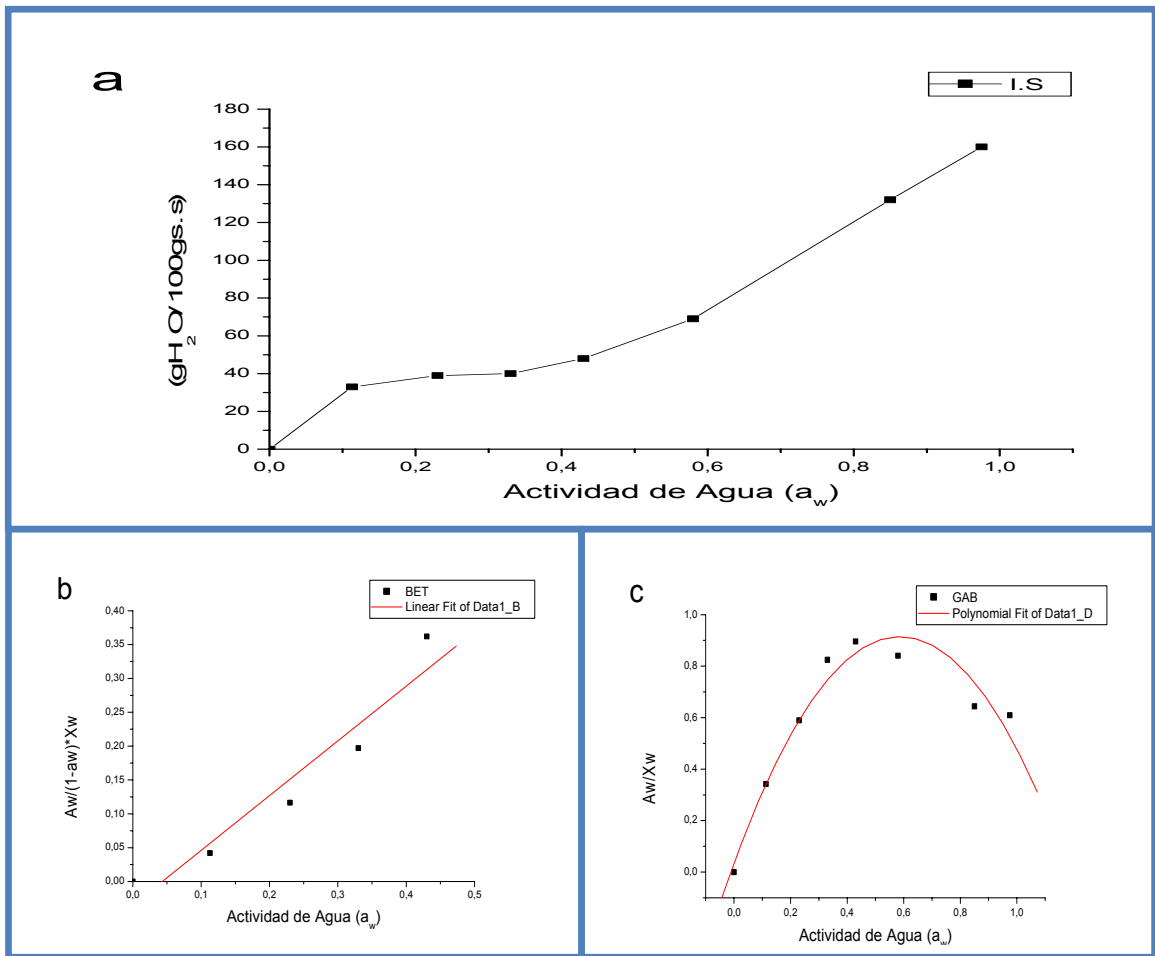 a
I.S
180
160
140
120
100
80
60
40
20
0
(gH₂O/100gs.s)
0,0 0,2 0,4 0,6 0,8 1,0
Actividad de Agua (a_w)
b
BET
Linear Fit of Data1_B
0,40
0,35
0,30
0,25
0,20
0,15
0,10
0,05
0,00
Aw/(1-aw)*Xw
0,0 0,1 0,2 0,3 0,4 0,5
Actividad de Agua (a_w)
c
GAB
Polynomial Fit of Data1_D
1,0
0,8
0,6
0,4
0,2
0,0
Aw/Xw
0,0 0,2 0,4 0,6 0,8 1,0
Actividad de Agua (a_w)